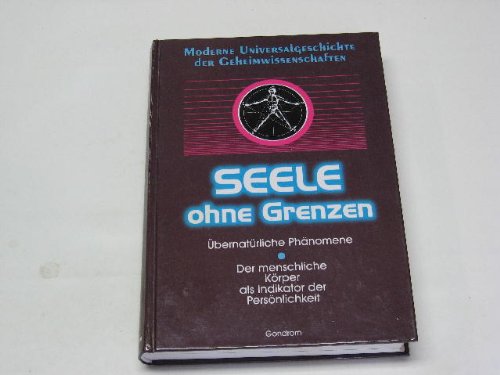 Moderne Universalgeschichte
der Geheimwissenschaften
SEELE
ohne Grenzen
Übernatürliche Phänomene
Der menschliche
Körper
als Indikator der
Persönlichkeit
Gondrom